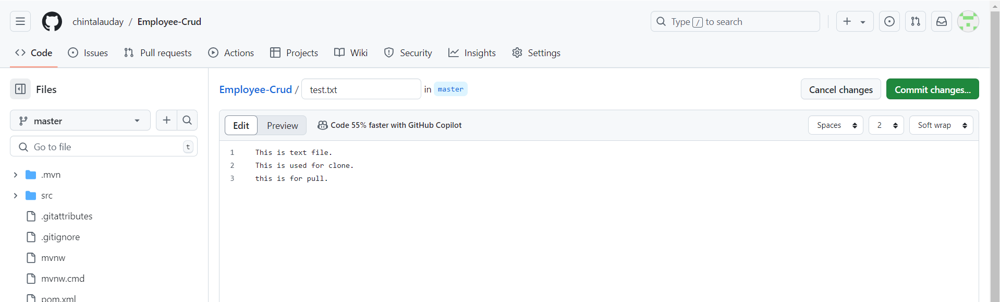 chintalauday / Employee-Crud
Type / to search
Code
Issues
Pull requests
Actions
Projects
Wiki
Security
Insights
Settings
Files
master
Go to file
t
.mvn
src
.gitattributes
.gitignore
mvnw
mvnw.cmd
pom.xml
Employee-Crud / test.txt in master
Cancel changes
Commit changes...
Edit
Preview
Code 55% faster with GitHub Copilot
Spaces
2
Soft wrap
1 This is text file.
2 This is used for clone.
3 this is for pull.